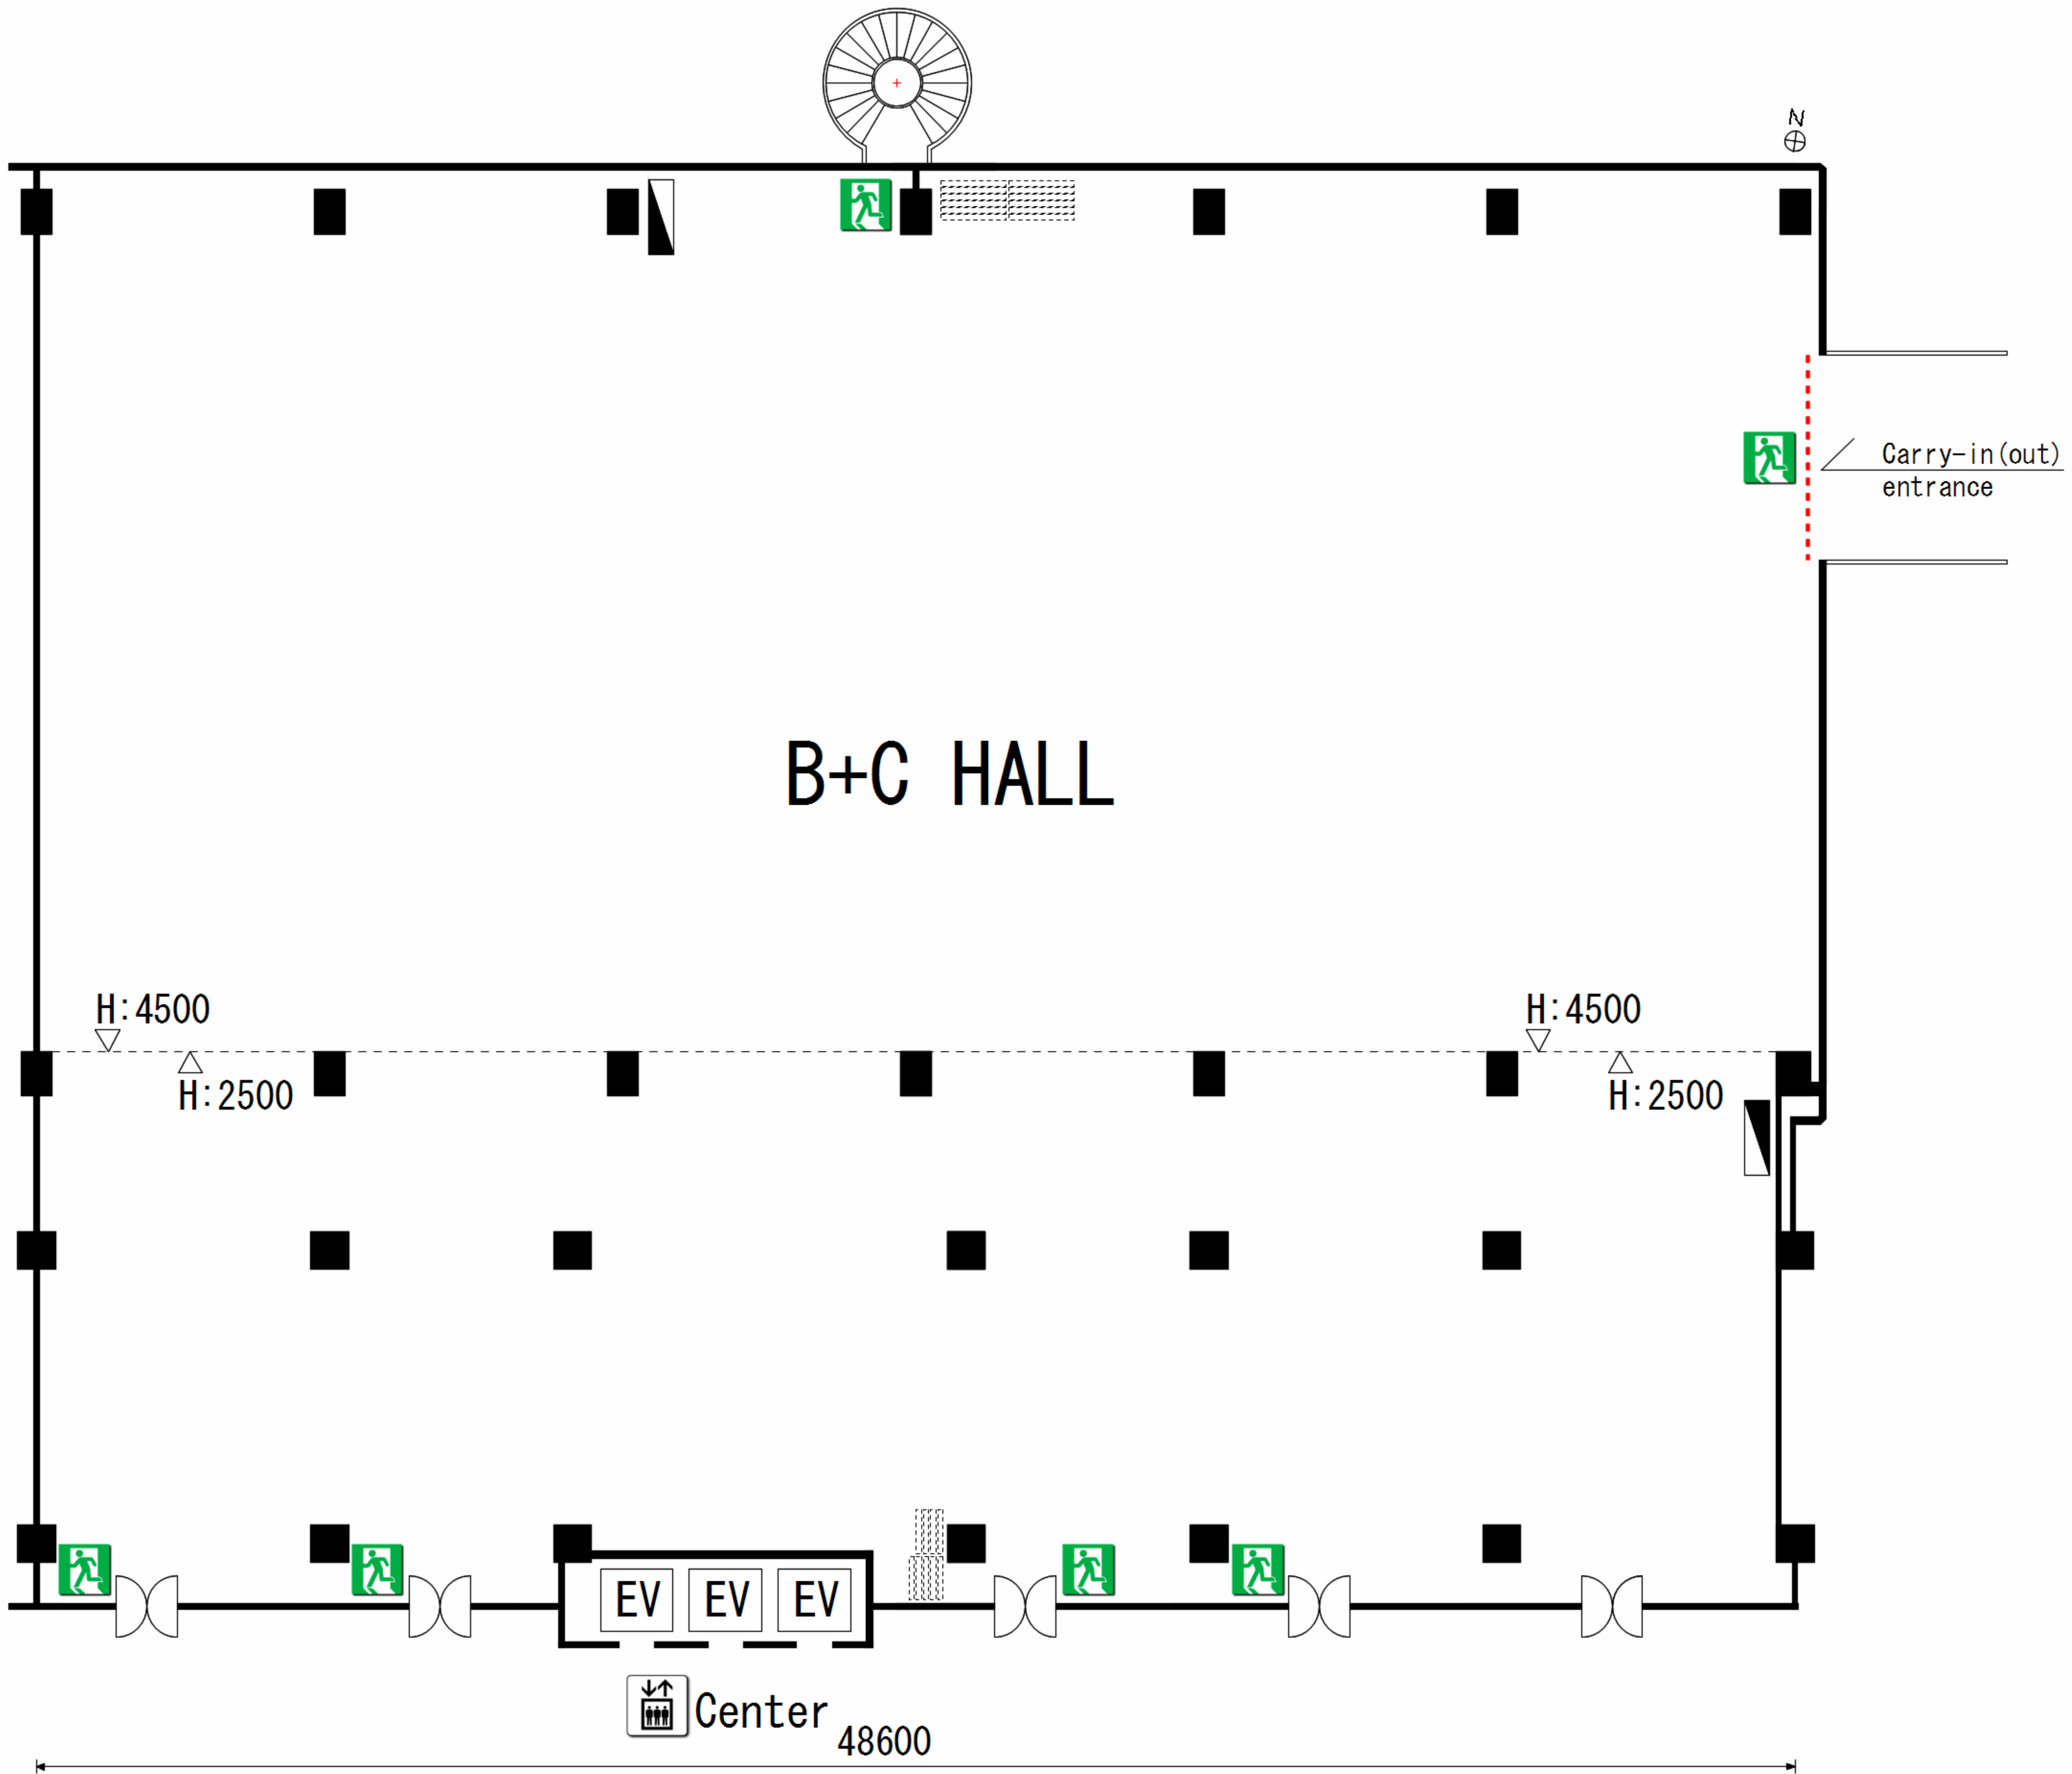 N
Carry-in(out)
entrance
B+C HALL
H:4500
H:4500
H:2500
H:2500
EV
EV
EV
Center
48600